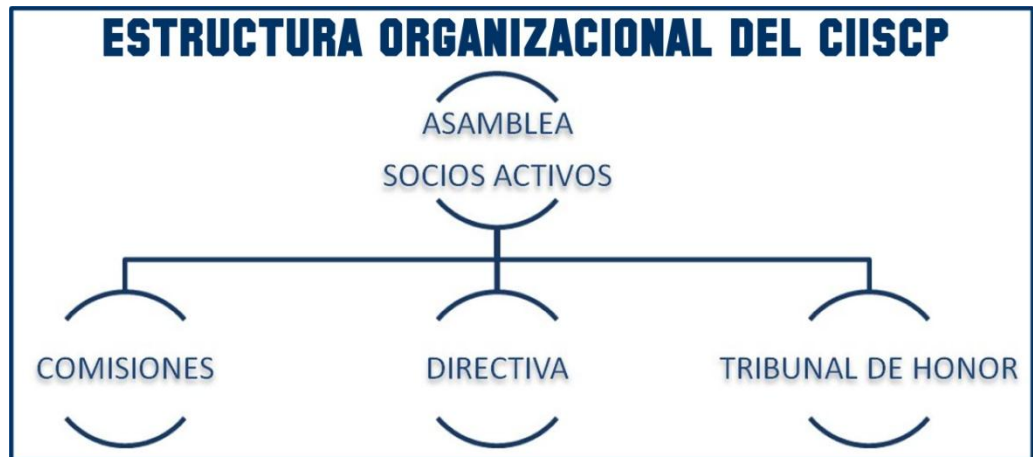 ESTRUCTURA ORGANIZACIONAL DEL CIISCP
ASAMBLEA
SOCIOS ACTIVOS
COMISIONES
DIRECTIVA
TRIBUNAL DE HONOR